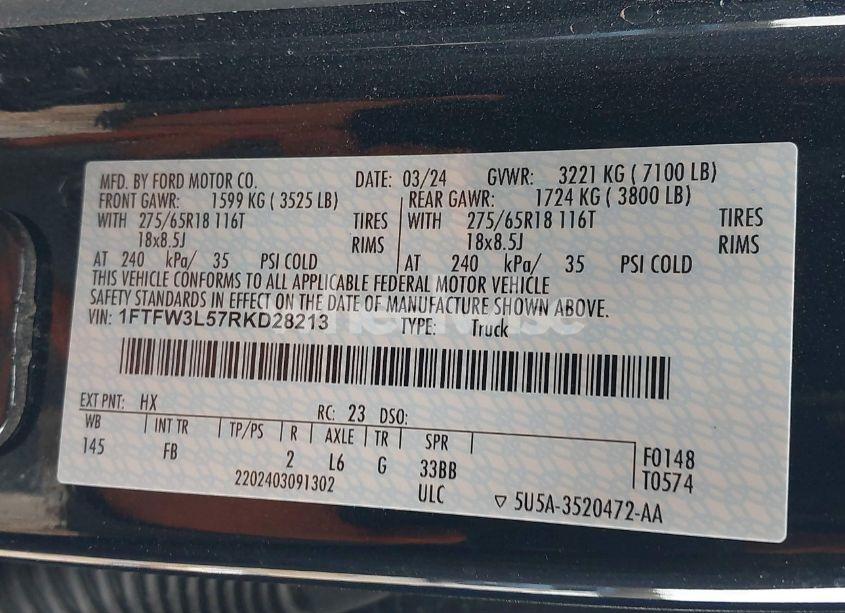 MFD. BY FORD MOTOR CO. DATE: 03/24 GVWR: 3221 KG ( 7100 LB)
FRONT GAWR: 1599 KG ( 3525 LB) REAR GAWR: 1724 KG ( 3800 LB)
WITH 275/65R18 116T TIRES WITH 275/65R18 116T TIRES
18x8.5J RIMS 18x8.5J RIMS
AT 240 kPa/ 35 PSI COLD AT 240 kPa/ 35 PSI COLD
THIS VEHICLE CONFORMS TO ALL APPLICABLE FEDERAL MOTOR VEHICLE
SAFETY STANDARDS IN EFFECT ON THE DATE OF MANUFACTURE SHOWN ABOVE.
VIN: 1FTFW3L57RKD28213 TYPE: Truck
EXT PNT: HX RC: 23 DSO:
WB INT TR TP/PS R AXLE TR SPR F0148
145 FB 2 L6 G 33BB T0574
2202403091302 ULC ▽ 5U5A-3520472-AA